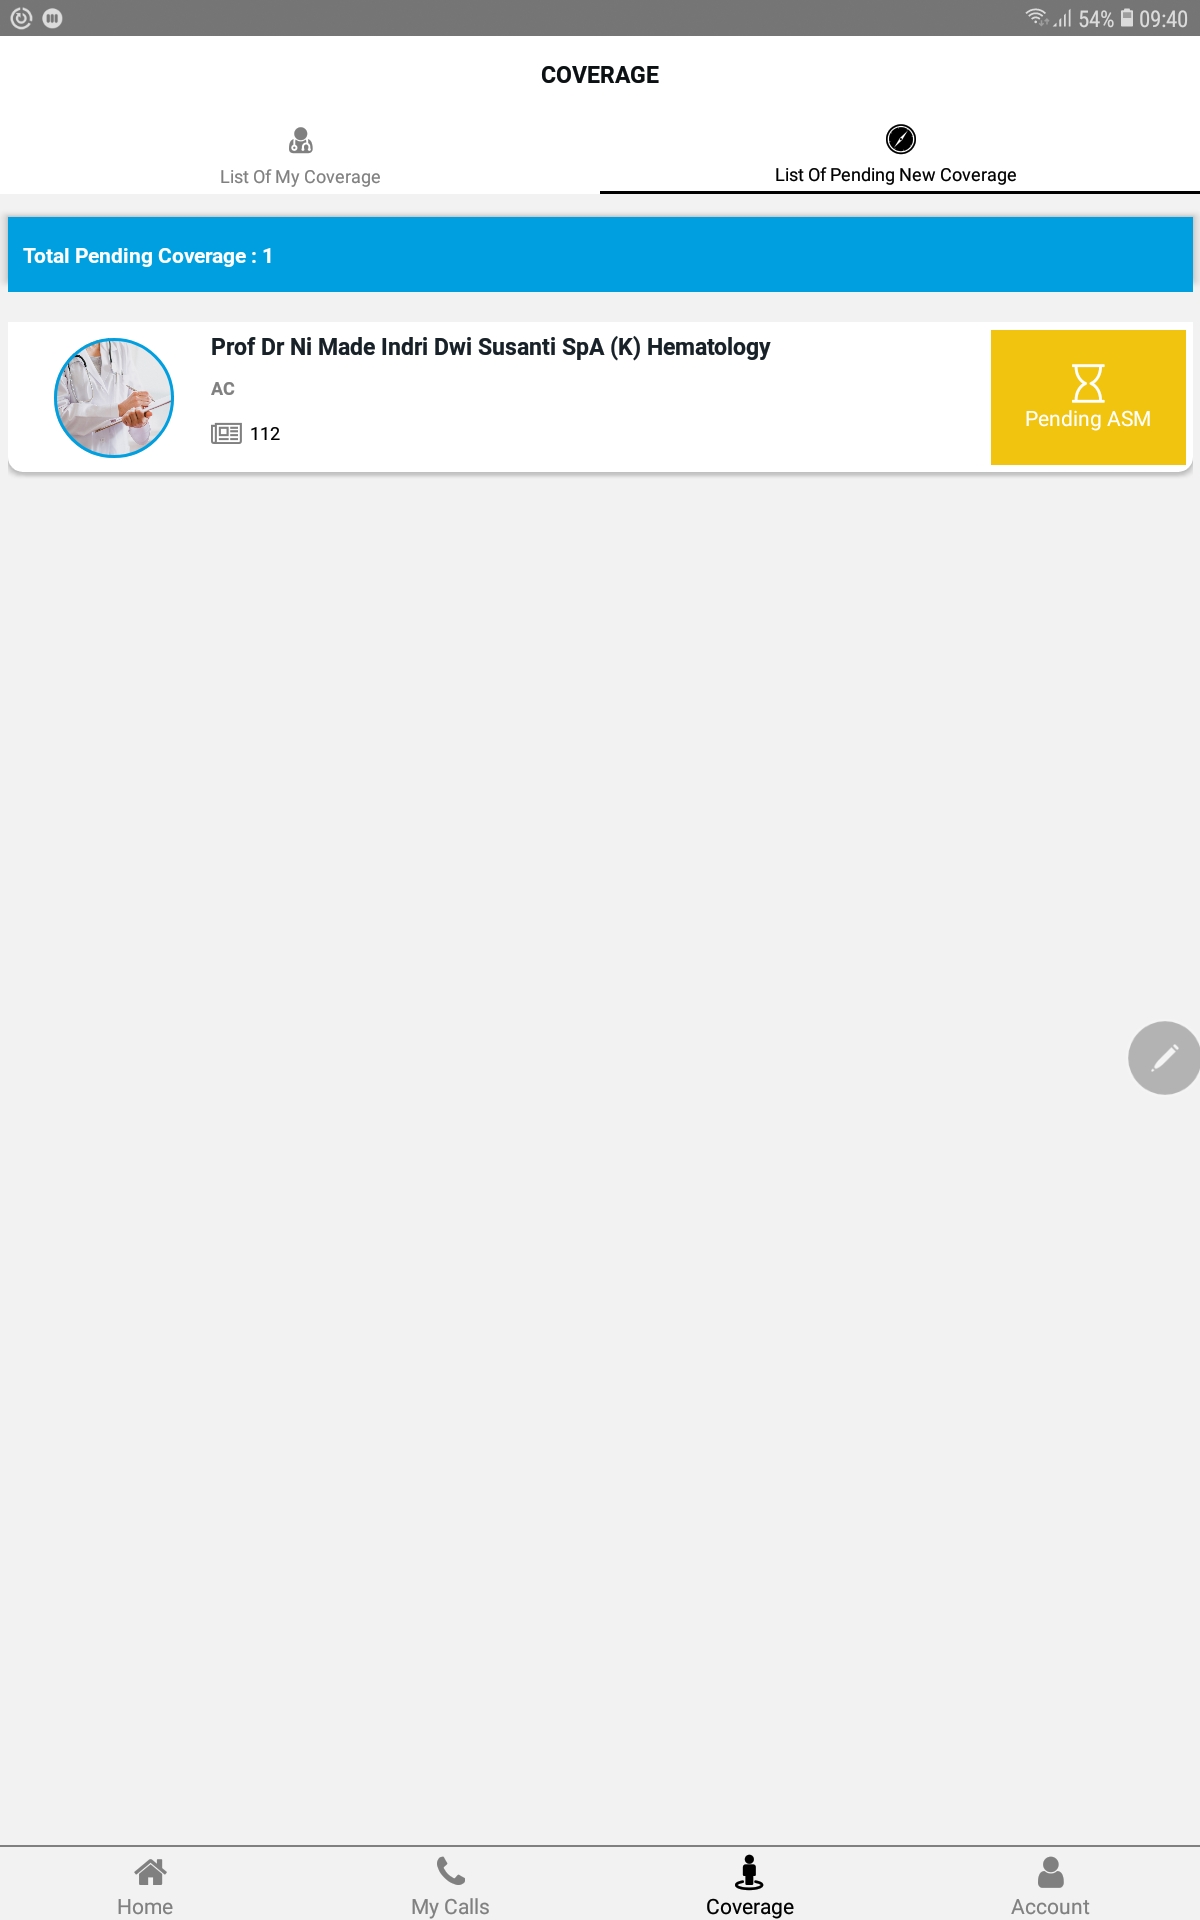 54% 09:40
COVERAGE
List Of My Coverage
List Of Pending New Coverage
Total Pending Coverage : 1
Prof Dr Ni Made Indri Dwi Susanti SpA (K) Hematology
AC
112
Pending ASM
Home
My Calls
Coverage
Account